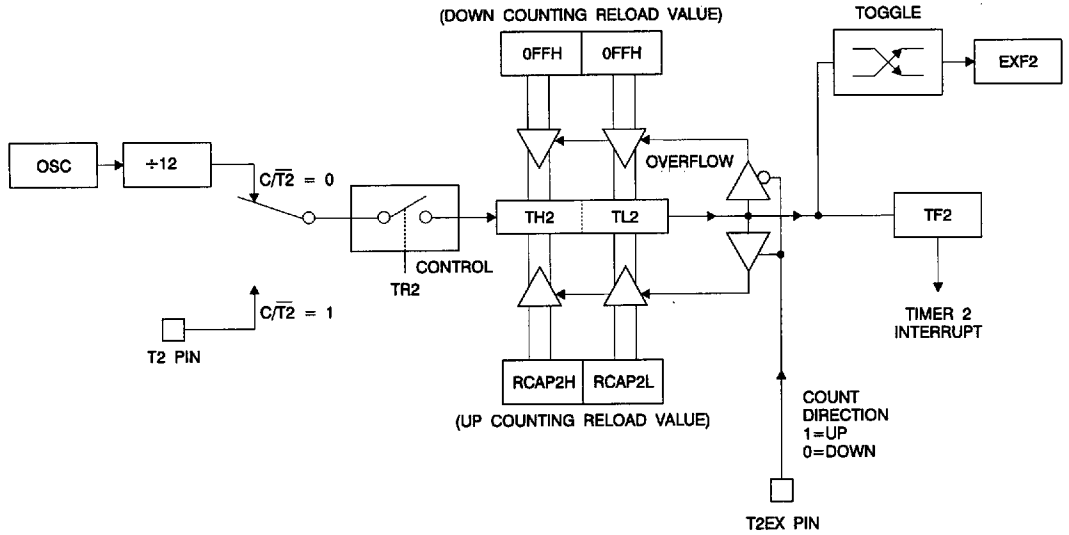 (DOWN COUNTING RELOAD VALUE)
TOGGLE
0FFH 0FFH
EXF2
OSC
÷12
OVERFLOW
C/T2̅ = 0
TH2 TL2
TF2
CONTROL
TR2
C/T2̅ = 1
T2 PIN
TIMER 2
INTERRUPT
RCAP2H RCAP2L
(UP COUNTING RELOAD VALUE)
COUNT
DIRECTION
1=UP
0=DOWN
T2EX PIN